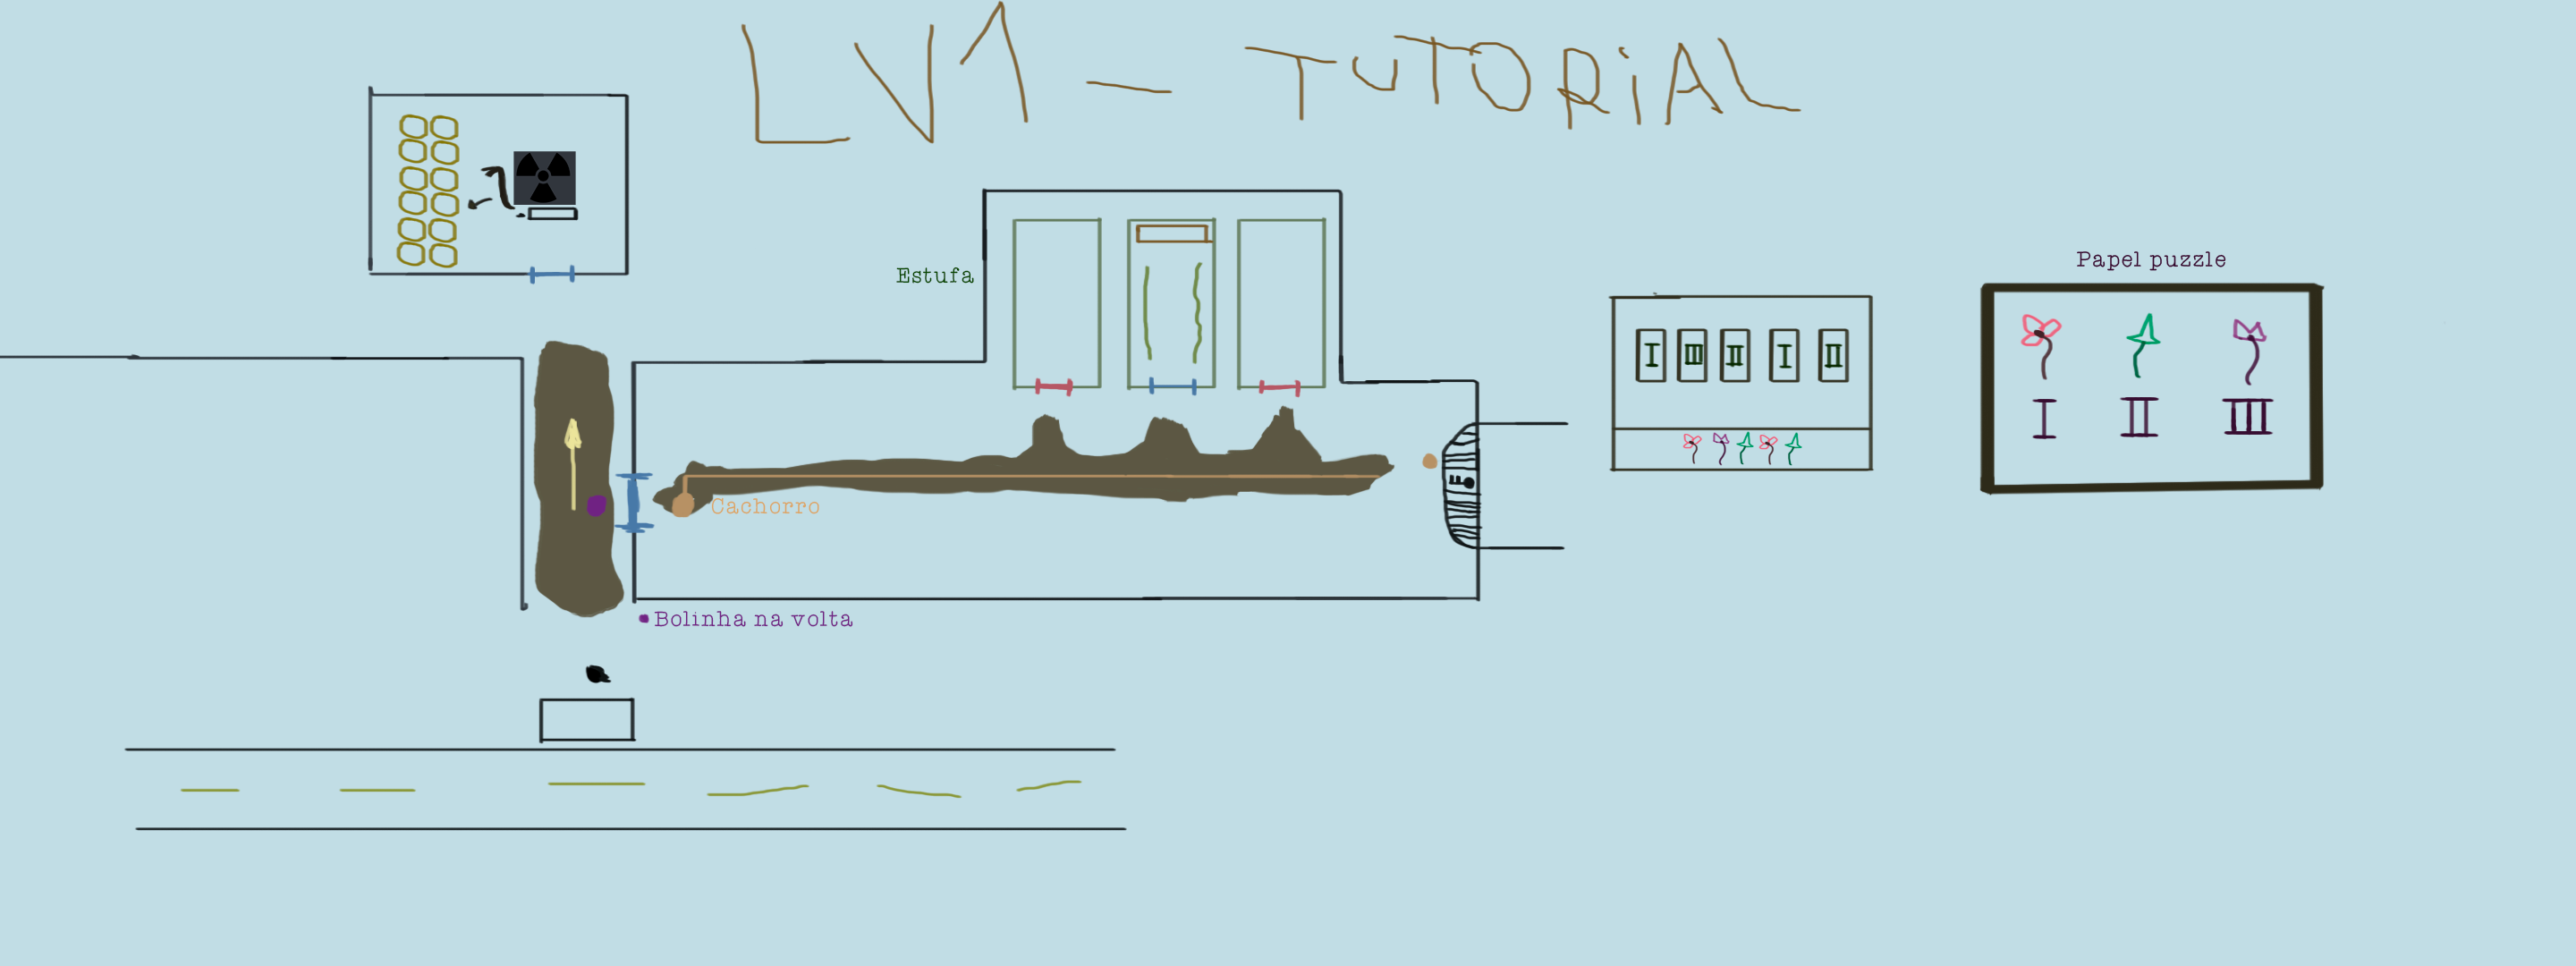 LV1 - TUTORiAL
Papel puzzle
Estufa
I III II I II
I II III
Cachorro
Bolinha na volta